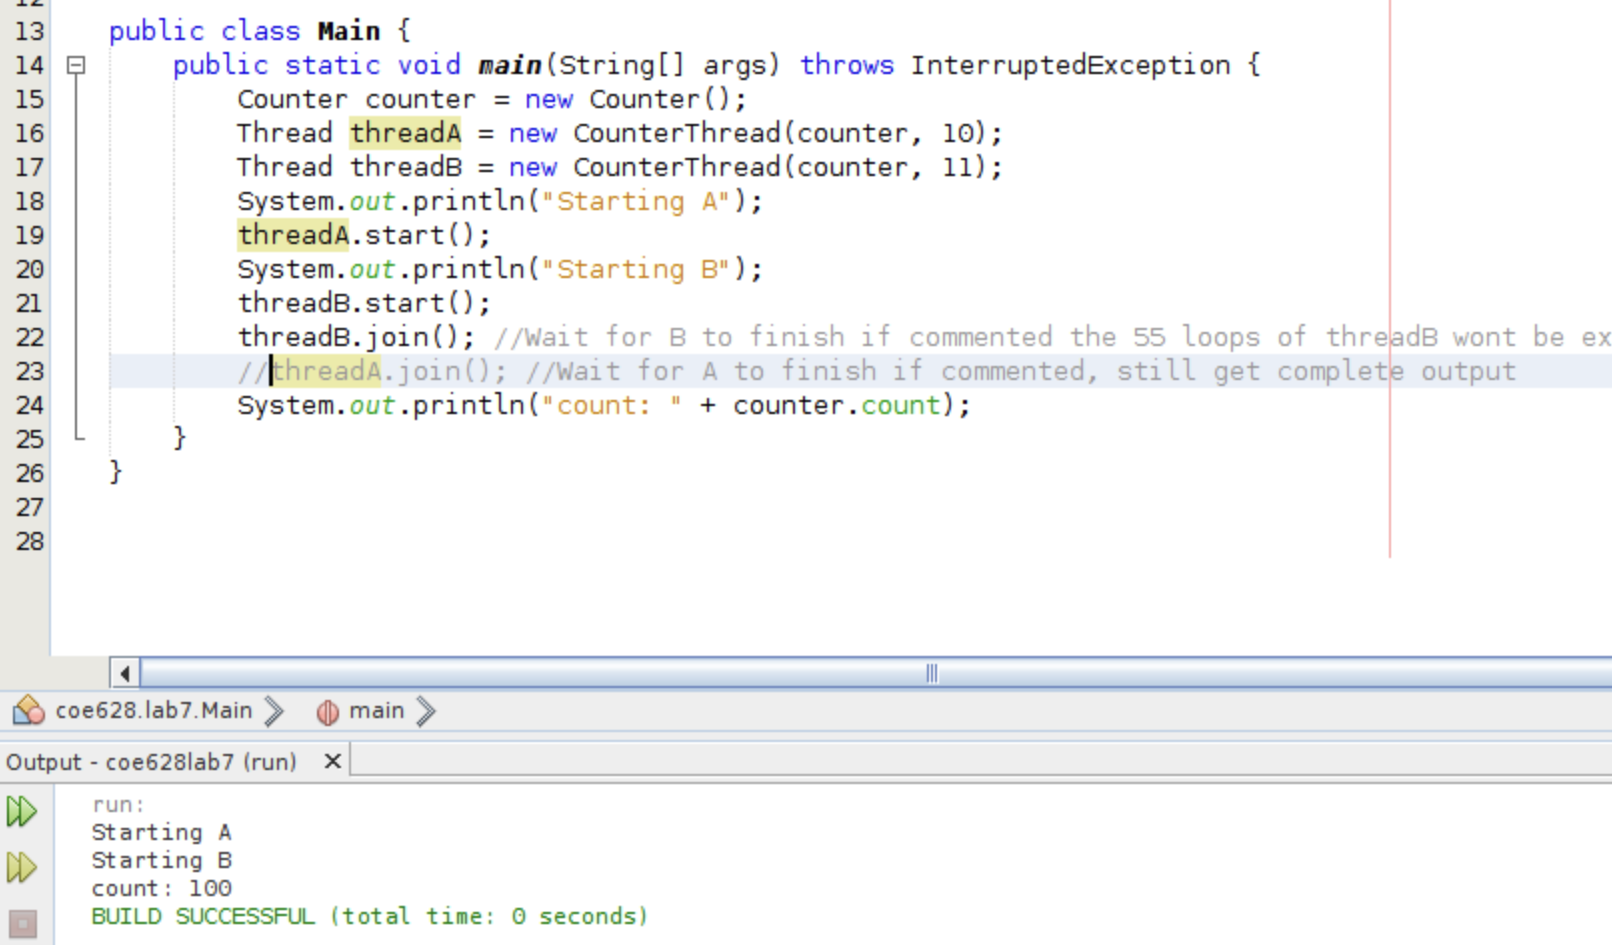 12
13 public class Main {
14 public static void main(String[] args) throws InterruptedException {
15 Counter counter = new Counter();
16 Thread threadA = new CounterThread(counter, 10);
17 Thread threadB = new CounterThread(counter, 11);
18 System.out.println("Starting A");
19 threadA.start();
20 System.out.println("Starting B");
21 threadB.start();
22 threadB.join(); //Wait for B to finish if commented the 55 loops of threadB wont be ex
23 //threadA.join(); //Wait for A to finish if commented, still get complete output
24 System.out.println("count: " + counter.count);
25 }
26 }
27
28
coe628.lab7.Main main
Output - coe628lab7 (run)
run:
Starting A
Starting B
count: 100
BUILD SUCCESSFUL (total time: 0 seconds)